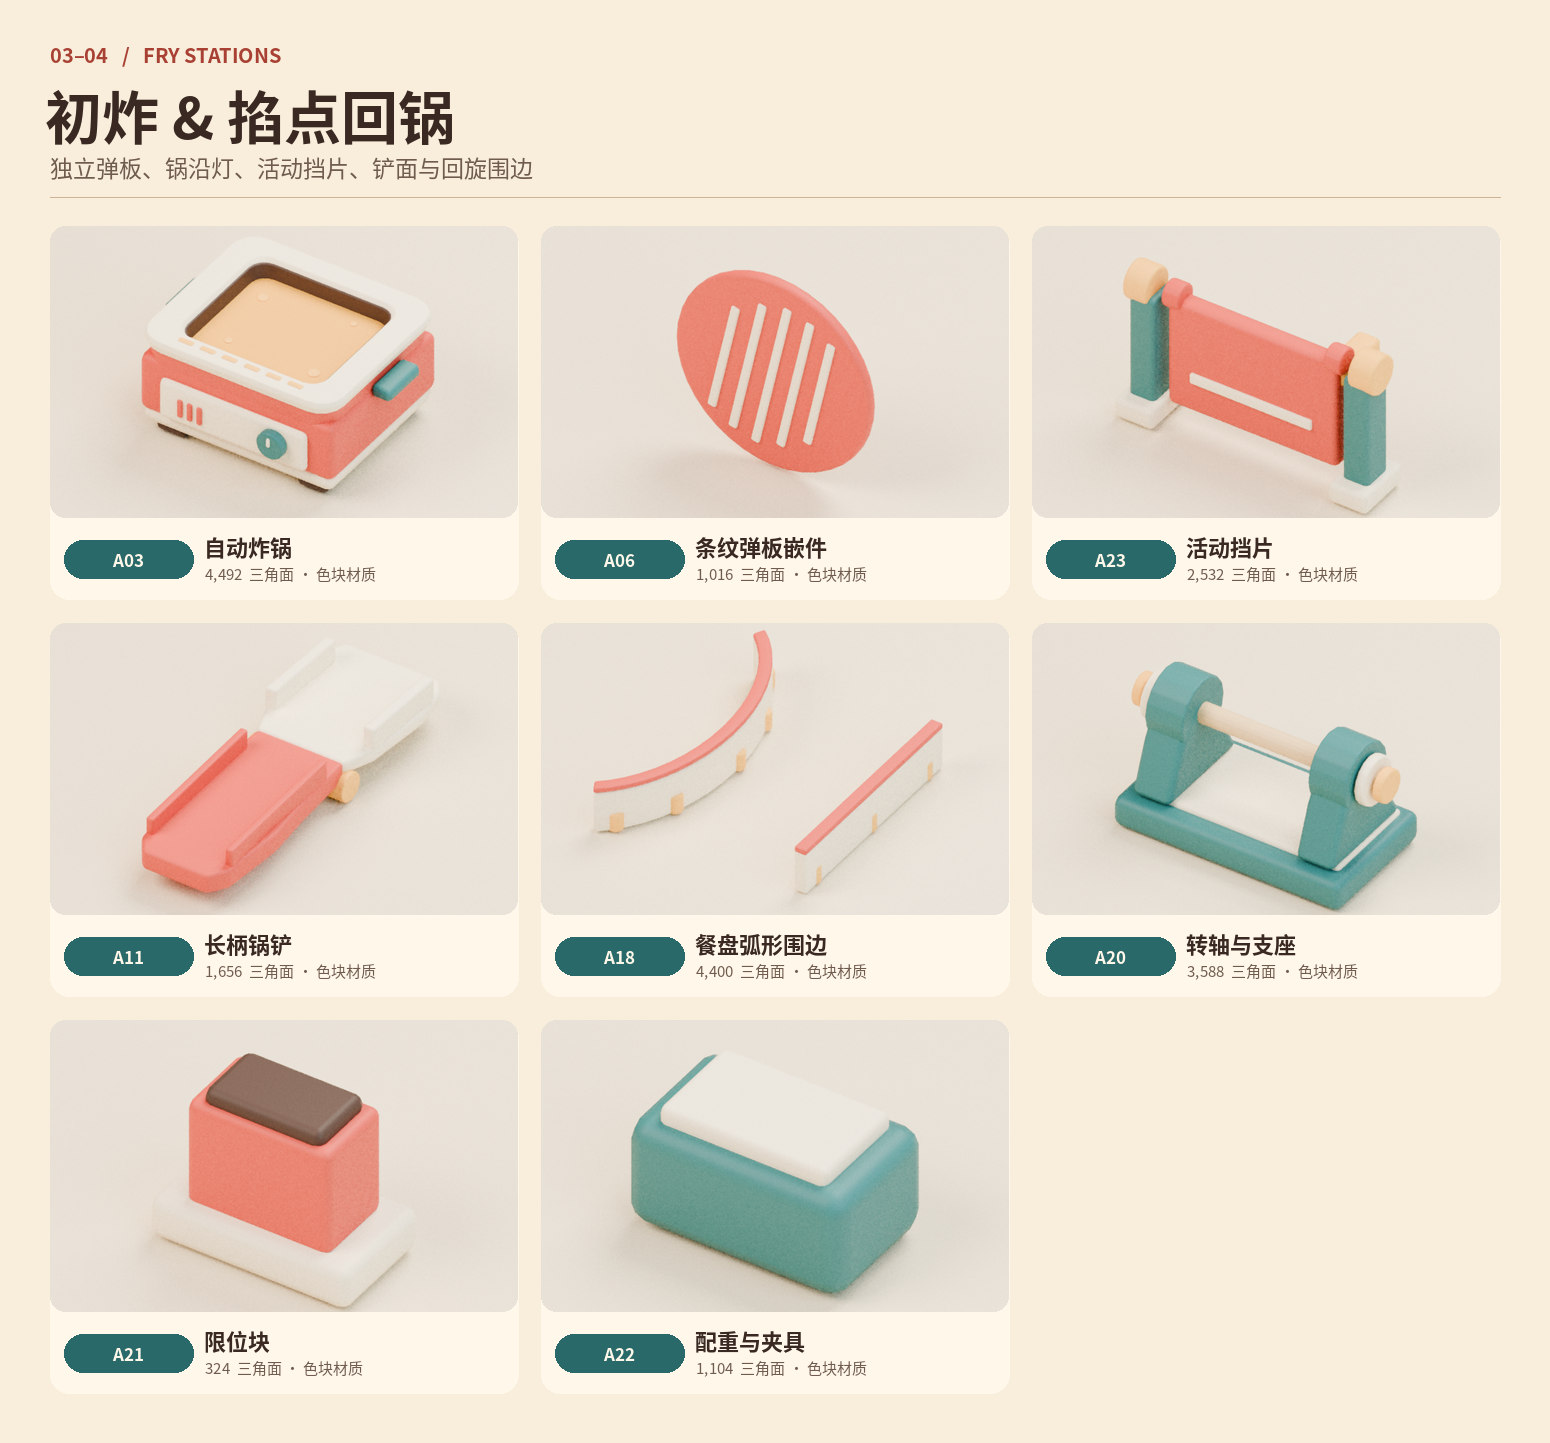 03–04 / FRY STATIONS
初炸 & 掐点回锅
独立弹板、锅沿灯、活动挡片、铲面与回旋围边
A03
自动炸锅
4,492 三角面 · 色块材质
A06
条纹弹板嵌件
1,016 三角面 · 色块材质
A23
活动挡片
2,532 三角面 · 色块材质
A11
长柄锅铲
1,656 三角面 · 色块材质
A18
餐盘弧形围边
4,400 三角面 · 色块材质
A20
转轴与支座
3,588 三角面 · 色块材质
A21
限位块
324 三角面 · 色块材质
A22
配重与夹具
1,104 三角面 · 色块材质